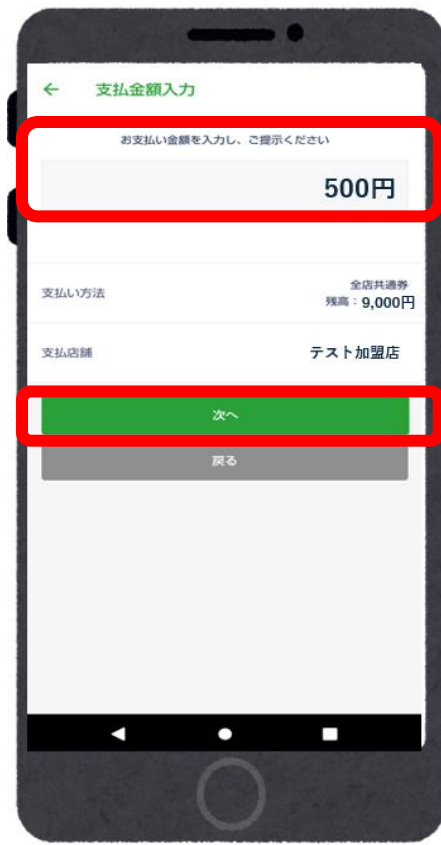 ← 支払金額入力
お支払い金額を入力し、ご提示ください
500円
支払い方法
全店共通券
残高：9,000円
支払店舗
テスト加盟店
次へ
戻る